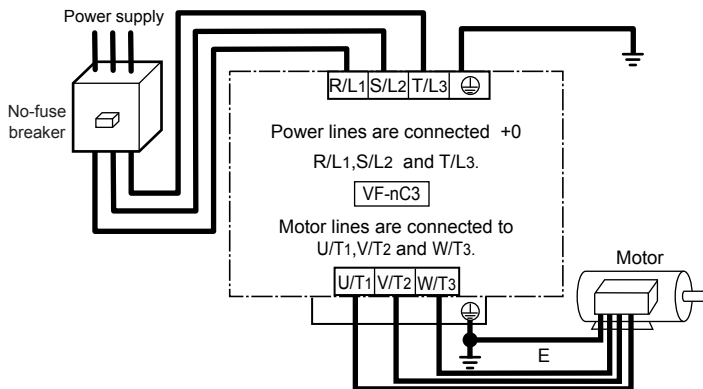 Power supply
No-fuse
breaker
R/L1 S/L2 T/L3
Power lines are connected +0
R/L1,S/L2 and T/L3.
VF-nC3
Motor lines are connected to
U/T1,V/T2 and W/T3.
U/T1 V/T2 W/T3
Motor
E